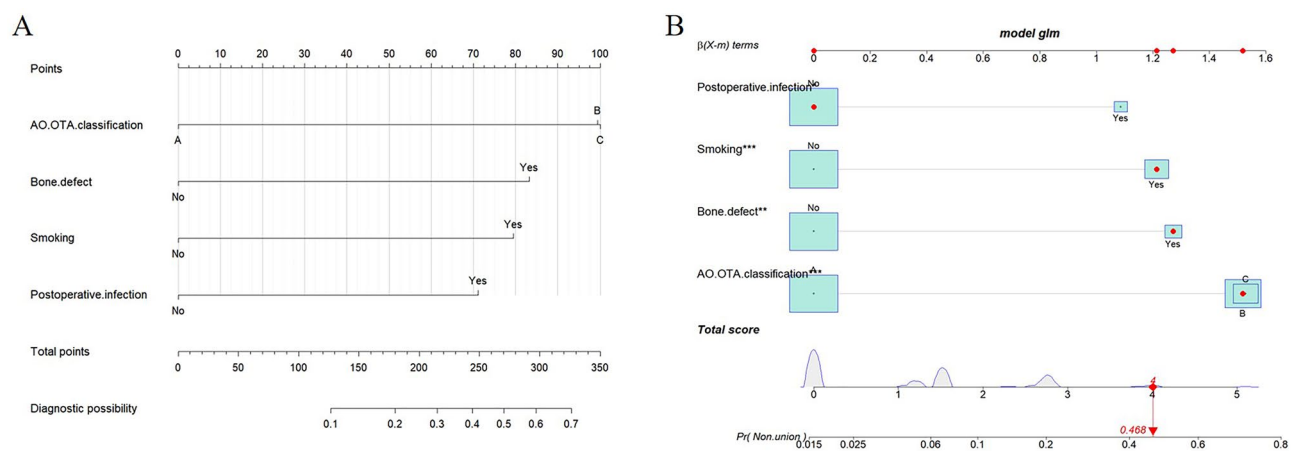 A
Points
0 10 20 30 40 50 60 70 80 90 100
AO.OTA.classification
A
B
C
Bone.defect
No
Yes
Smoking
No
Yes
Postoperative.infection
No
Yes
Total points
0 50 100 150 200 250 300 350
Diagnostic possibility
0.1 0.2 0.3 0.4 0.5 0.6 0.7
B
model glm
β(X-m) terms
0 0.2 0.4 0.6 0.8 1 1.2 1.4 1.6
Postoperative.infection*
No
Yes
Smoking***
No
Yes
Bone.defect**
No
Yes
AO.OTA.classification***
A
C
B
Total score
4
0 1 2 3 4 5
0.468
Pr( Non.union )
0.015 0.025 0.06 0.1 0.2 0.4 0.6 0.8